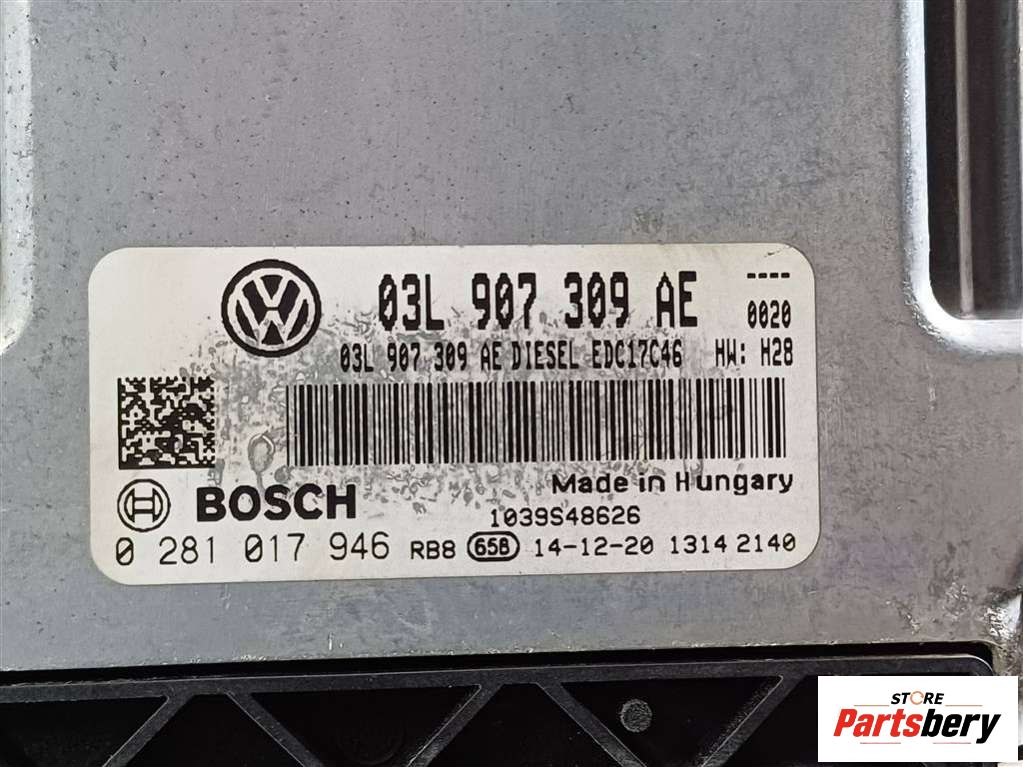 03L 907 309 AE ----
0020
03L 907 309 AE DIESEL EDC17C46 HW: H28
BOSCH
Made in Hungary
1039S48626
0 281 017 946 RB8 65B 14-12-20 1314 2140
STORE
Partsbery